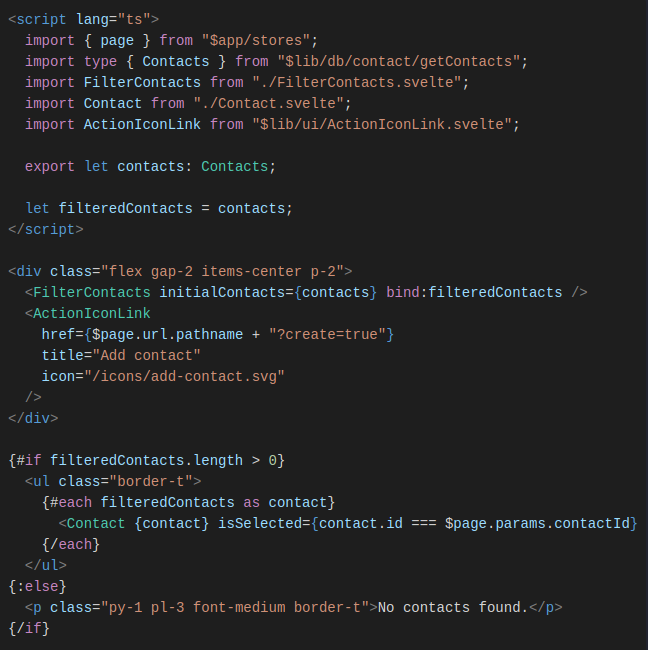 <script lang="ts">
  import { page } from "$app/stores";
  import type { Contacts } from "$lib/db/contact/getContacts";
  import FilterContacts from "./FilterContacts.svelte";
  import Contact from "./Contact.svelte";
  import ActionIconLink from "$lib/ui/ActionIconLink.svelte";

  export let contacts: Contacts;

  let filteredContacts = contacts;
</script>

<div class="flex gap-2 items-center p-2">
  <FilterContacts initialContacts={contacts} bind:filteredContacts />
  <ActionIconLink
    href={$page.url.pathname + "?create=true"}
    title="Add contact"
    icon="/icons/add-contact.svg"
  />
</div>

{#if filteredContacts.length > 0}
  <ul class="border-t">
    {#each filteredContacts as contact}
      <Contact {contact} isSelected={contact.id === $page.params.contactId}
    {/each}
  </ul>
{:else}
  <p class="py-1 pl-3 font-medium border-t">No contacts found.</p>
{/if}